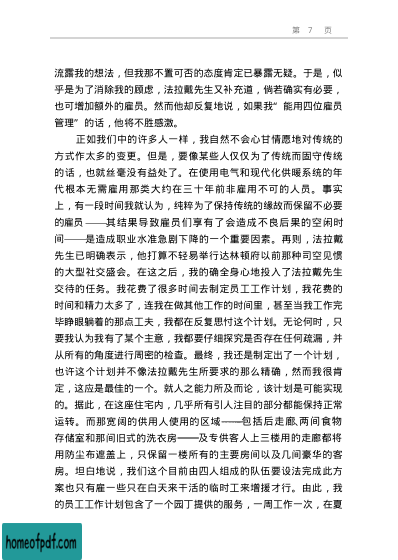 第 7 页
流露我的想法，但我那不置可否的态度肯定已暴露无疑。于是，似
乎是为了消除我的顾虑，法拉戴先生又补充道，倘若确实有必要，
也可增加额外的雇员。然而他却反复地说，如果我“能用四位雇员
管理”的话，他将不胜感激。
正如我们中的许多人一样，我自然不会心甘情愿地对传统的
方式作太多的变更。但是，要像某些人仅仅为了传统而固守传统
的话，也就丝毫没有益处了。在使用电气和现代化供暖系统的年
代根本无需雇用那类大约在三十年前非雇用不可的人员。事实
上，有一段时间我就认为，纯粹为了保持传统的缘故而保留不必要
的雇员——其结果导致雇员们享有了会造成不良后果的空闲时
间——是造成职业水准急剧下降的一个重要因素。再则，法拉戴先
生已明确表示，他打算不轻易举行达林顿府以前那种司空见惯
的大型社交盛会。在这之后，我的确全身心地投入了法拉戴先生
交待的任务。我花费了很多时间去制定员工工作计划，我花费的
时间和精力太多了，连我在做其他工作的时间里，甚至当我工作完
毕睁眼躺着的那点工夫，我都在反复思忖这个计划。无论何时，只
要我认为我有了某个主意，我都要仔细探究是否存在任何疏漏，并
从所有的角度进行周密的检查。最终，我还是制定出了一个计划，
也许这个计划并不像法拉戴先生所要求的那么精确，然而我很肯
定，这应是最佳的一个。就人之能力所及而论，该计划是可能实现
的。据此，在这座住宅内，几乎所有引人注目的部分都能保持正常
运转。而那宽阔的供用人使用的区域——包括后走廊、两间食物
存储室和那间旧式的洗衣房——及专供客人上三楼用的走廊都将
用防尘布遮盖上，只保留一楼所有的主要房间以及几间豪华的客
房。坦白地说，我们这个目前由四人组成的队伍要设法完成此方
案也只有雇一些只在白天来干活的临时工来增援才行。由此，我
的员工工作计划包含了一个园丁提供的服务，一周工作一次，在夏
homeofpdf.com